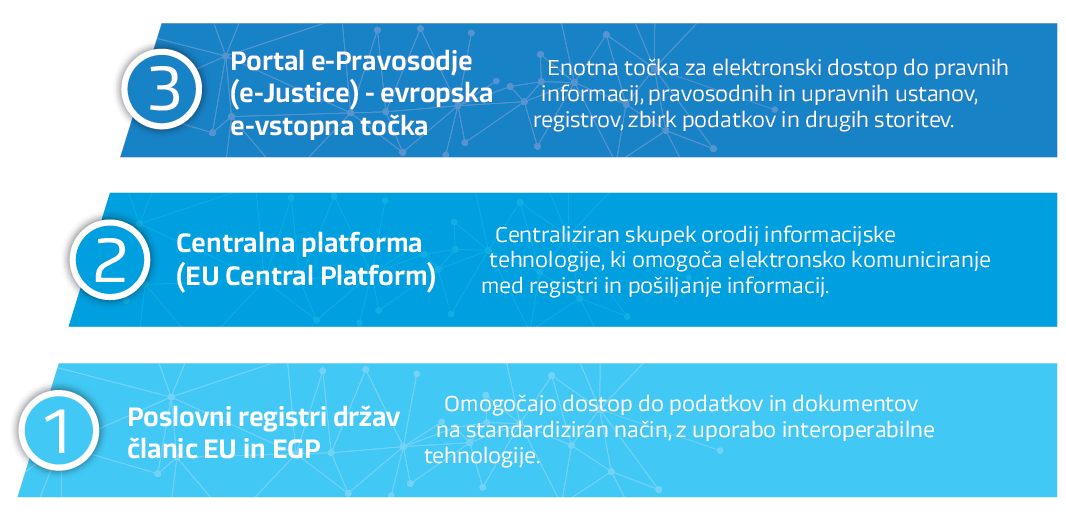 3
Portal e-Pravosodje
(e-Justice) - evropska
e-vstopna točka
Enotna točka za elektronski dostop do pravnih
informacij, pravosodnih in upravnih ustanov,
registrov, zbirk podatkov in drugih storitev.
2
Centralna platforma
(EU Central Platform)
Centraliziran skupek orodij informacijske
tehnologije, ki omogoča elektronsko komuniciranje
med registri in pošiljanje informacij.
1
Poslovni registri držav
članic EU in EGP
Omogočajo dostop do podatkov in dokumentov
na standardiziran način, z uporabo interoperabilne
tehnologije.